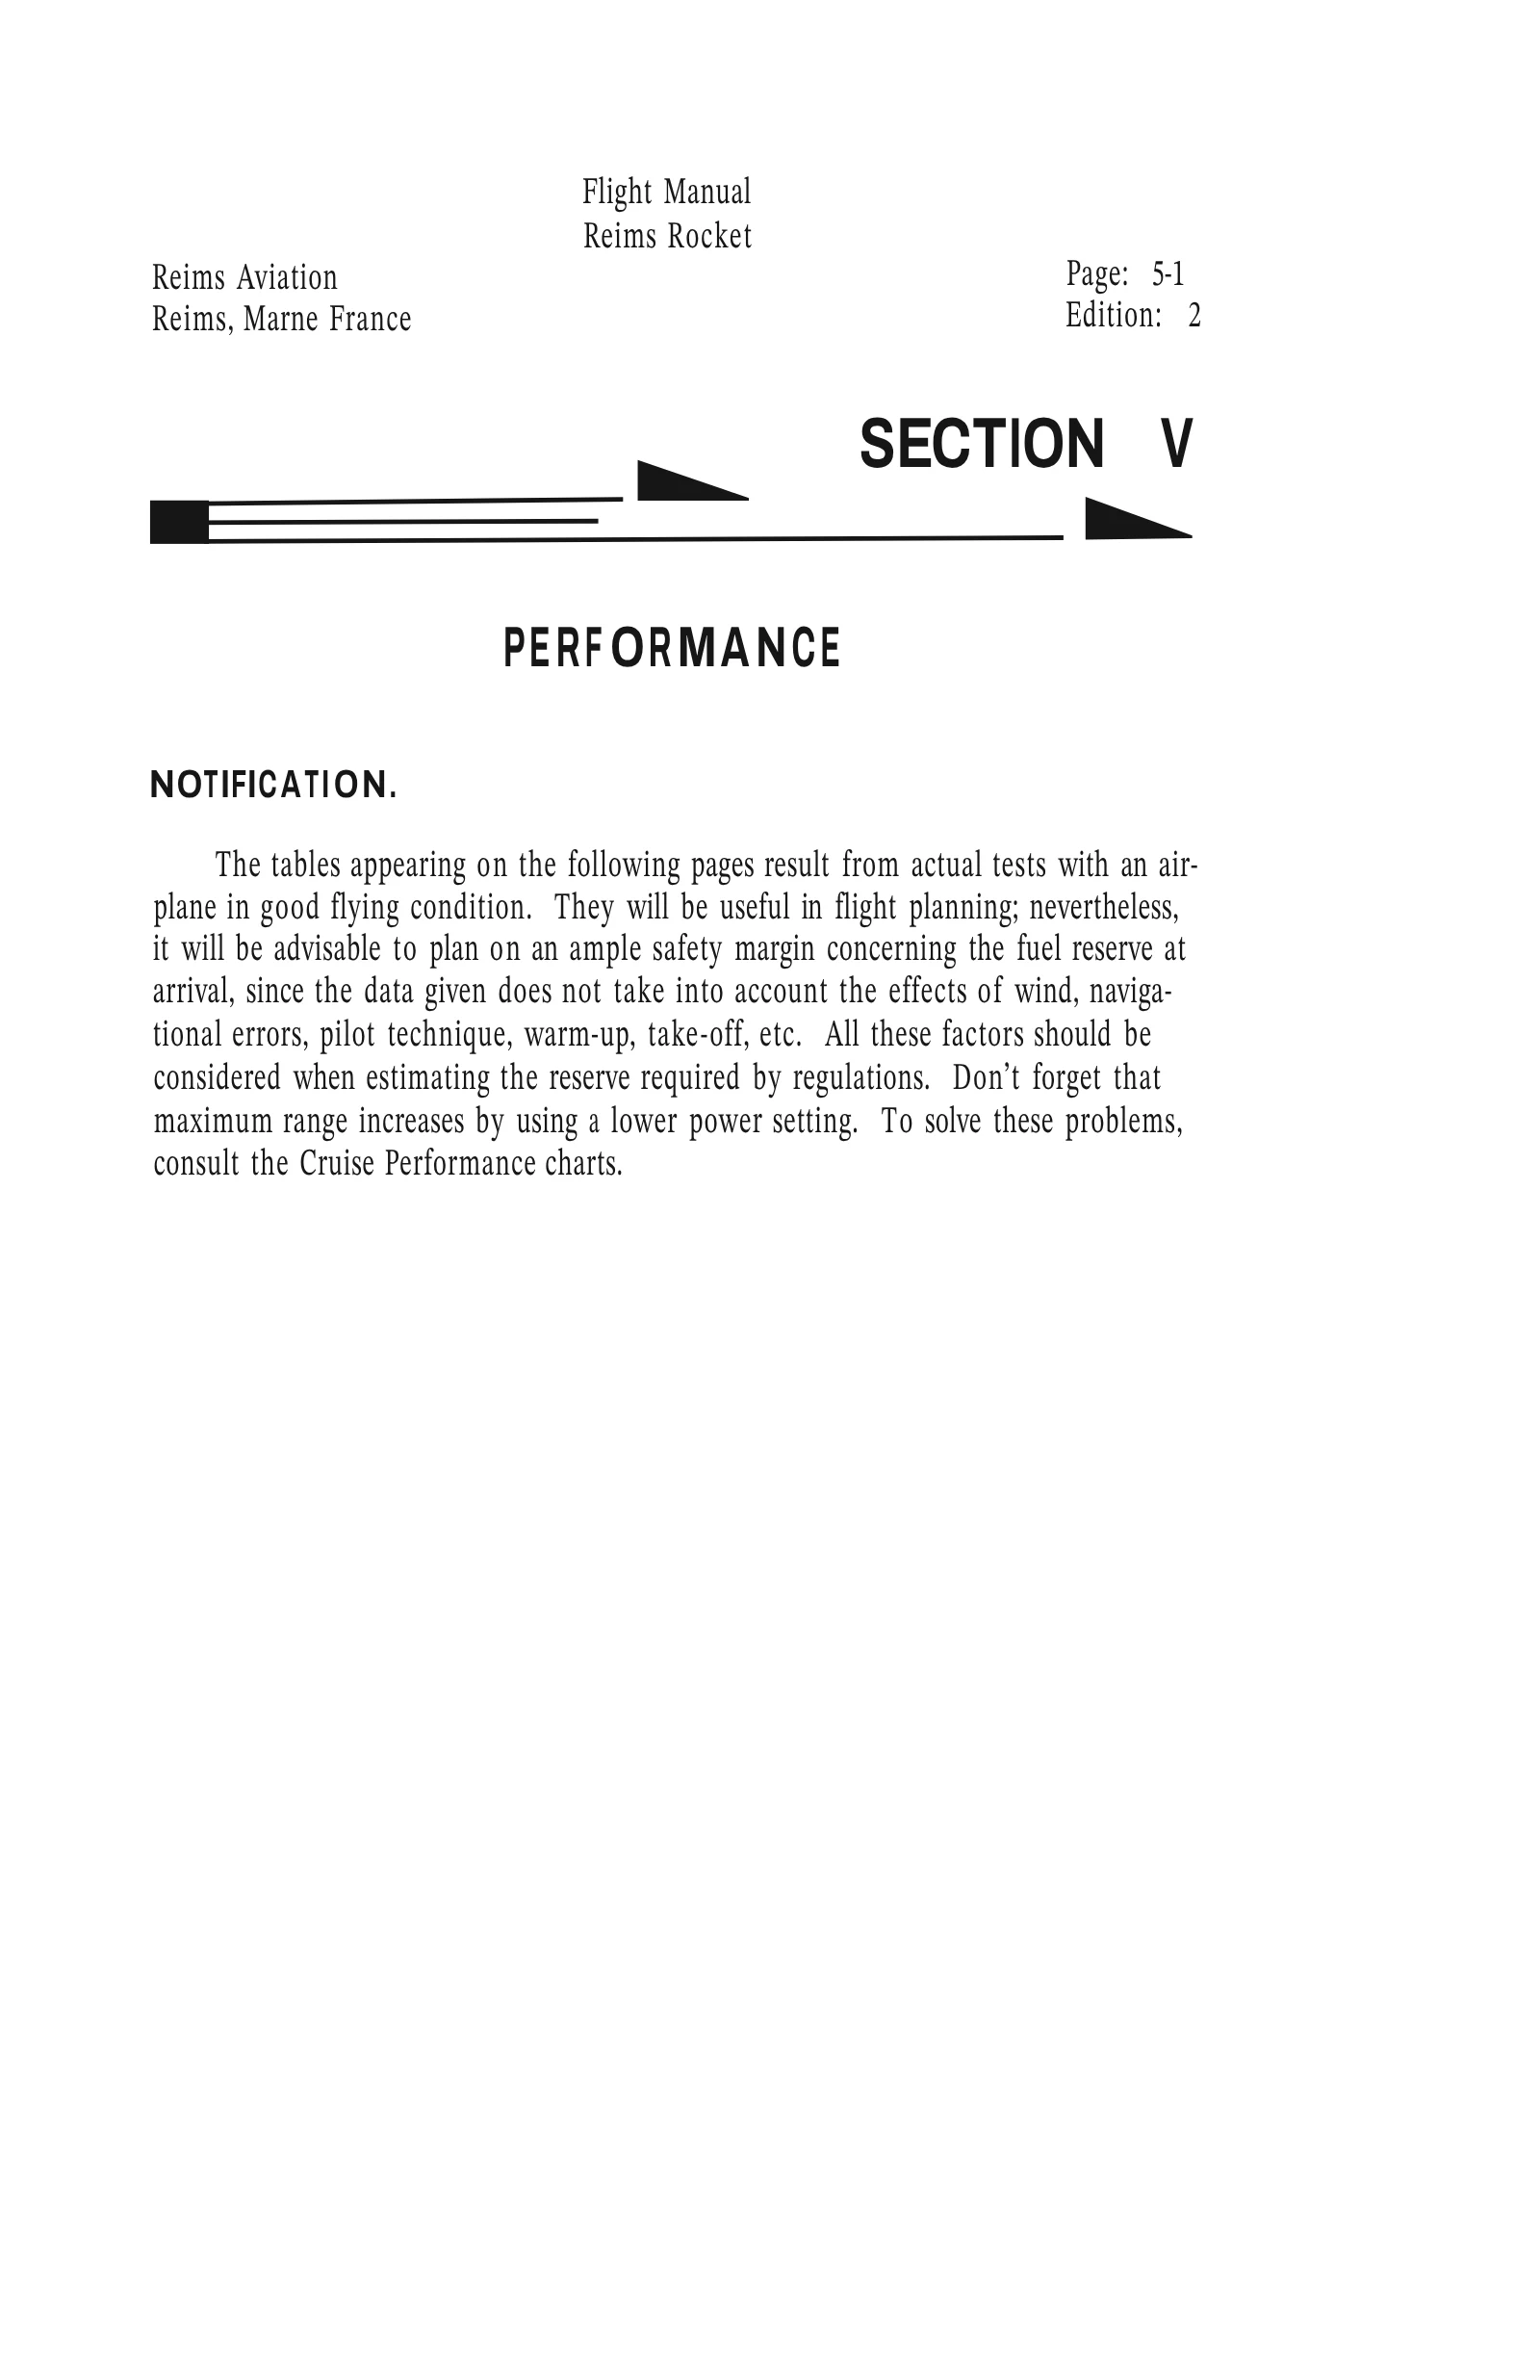 Flight Manual
Reims Rocket
Reims Aviation
Reims, Marne France
Page: 5-1
Edition: 2
SECTION V
PERFORMANCE
NOTIFICATION.
The tables appearing on the following pages result from actual tests with an air-
plane in good flying condition. They will be useful in flight planning; nevertheless,
it will be advisable to plan on an ample safety margin concerning the fuel reserve at
arrival, since the data given does not take into account the effects of wind, naviga-
tional errors, pilot technique, warm-up, take-off, etc. All these factors should be
considered when estimating the reserve required by regulations. Don’t forget that
maximum range increases by using a lower power setting. To solve these problems,
consult the Cruise Performance charts.